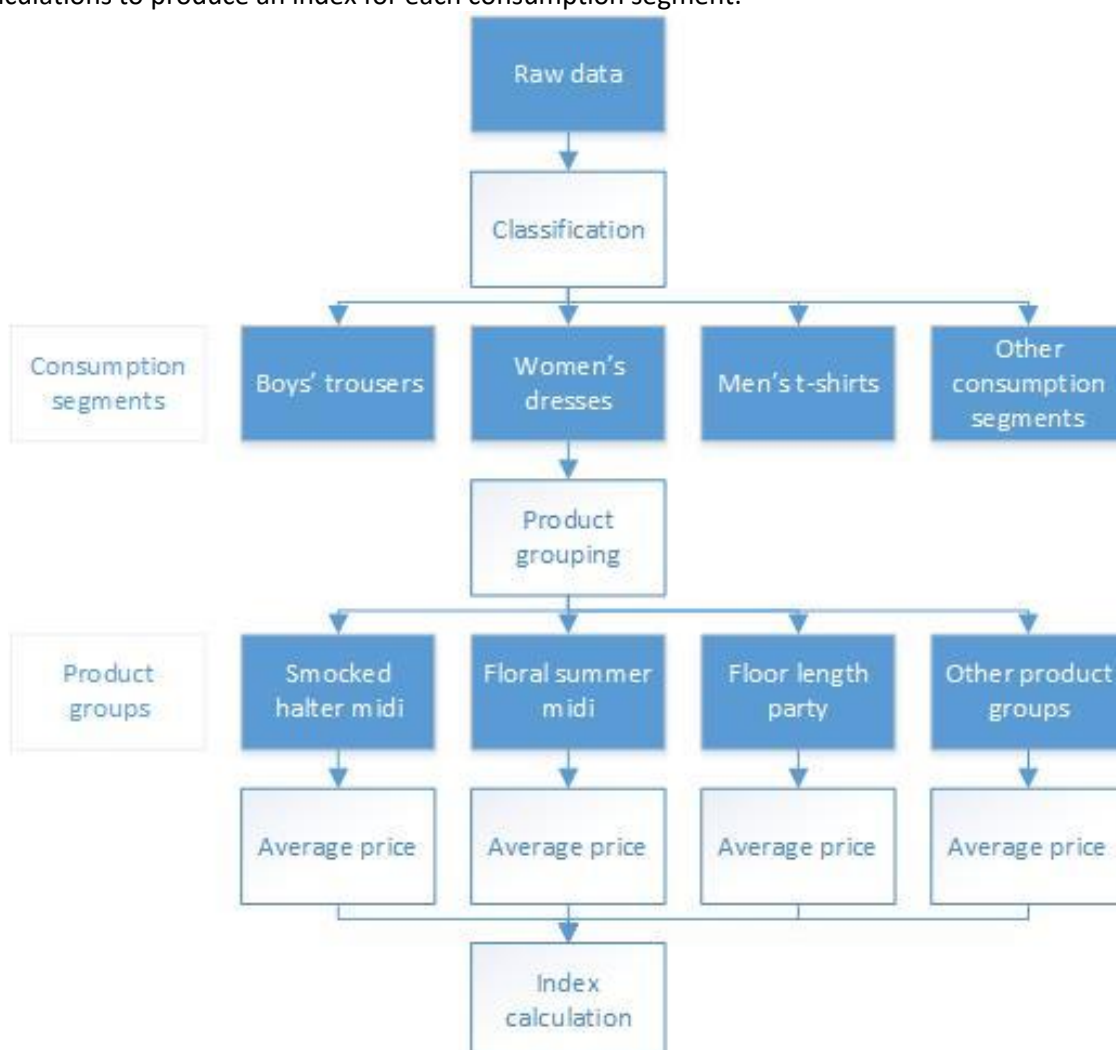 calculations to produce an index for each consumption segment.
Raw data
Classification
Consumption
segments
Boys’ trousers
Women’s
dresses
Men’s t-shirts
Other
consumption
segments
Product
grouping
Product
groups
Smocked
halter midi
Floral summer
midi
Floor length
party
Other product
groups
Average price
Average price
Average price
Average price
Index
calculation